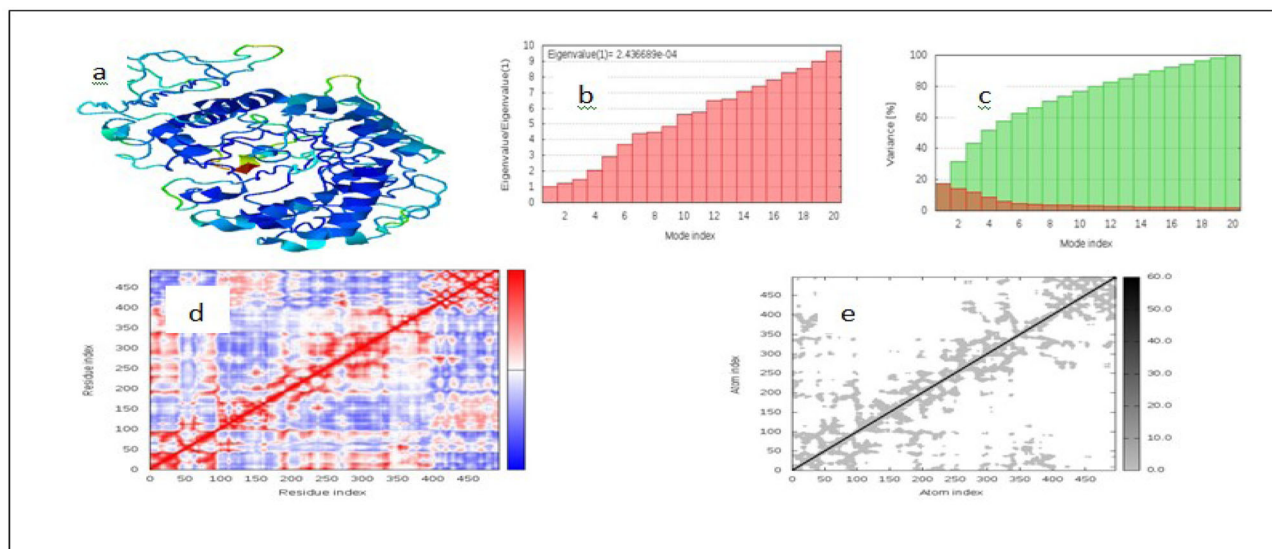 a
b
Eigenvalue(1)= 2.436689e-04
Eigenvalue/Eigenvalue(1)
10
9
8
7
6
5
4
3
2
1
0
2 4 6 8 10 12 14 16 18 20
Mode index
c
Variance [%]
100
80
60
40
20
0
2 4 6 8 10 12 14 16 18 20
Mode index
d
Residue index
450
400
350
300
250
200
150
100
50
0
0 50 100 150 200 250 300 350 400 450
Residue index
e
Atom index
450
400
350
300
250
200
150
100
50
0
0 50 100 150 200 250 300 350 400 450
Atom index
60.0
50.0
40.0
30.0
20.0
10.0
0.0